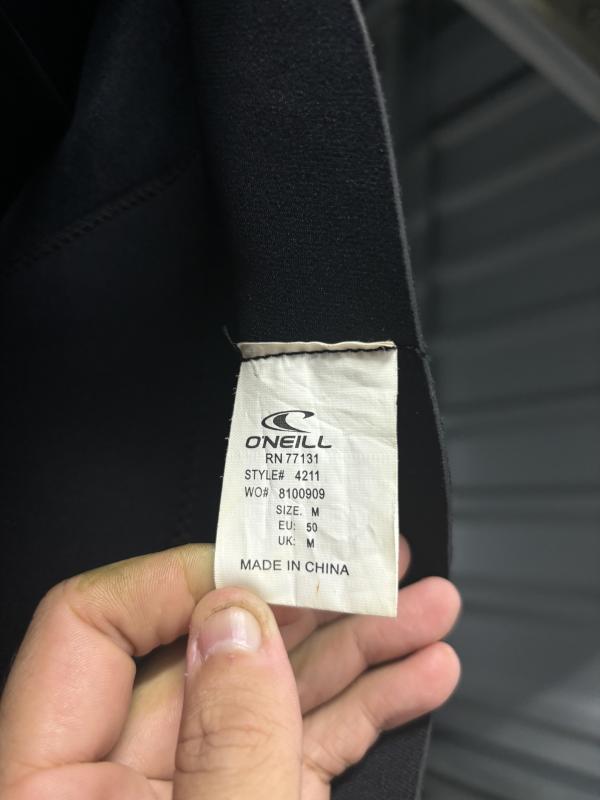 O'NEILL
RN 77131
STYLE# 4211
WO# 8100909
SIZE. M
EU: 50
UK: M
MADE IN CHINA